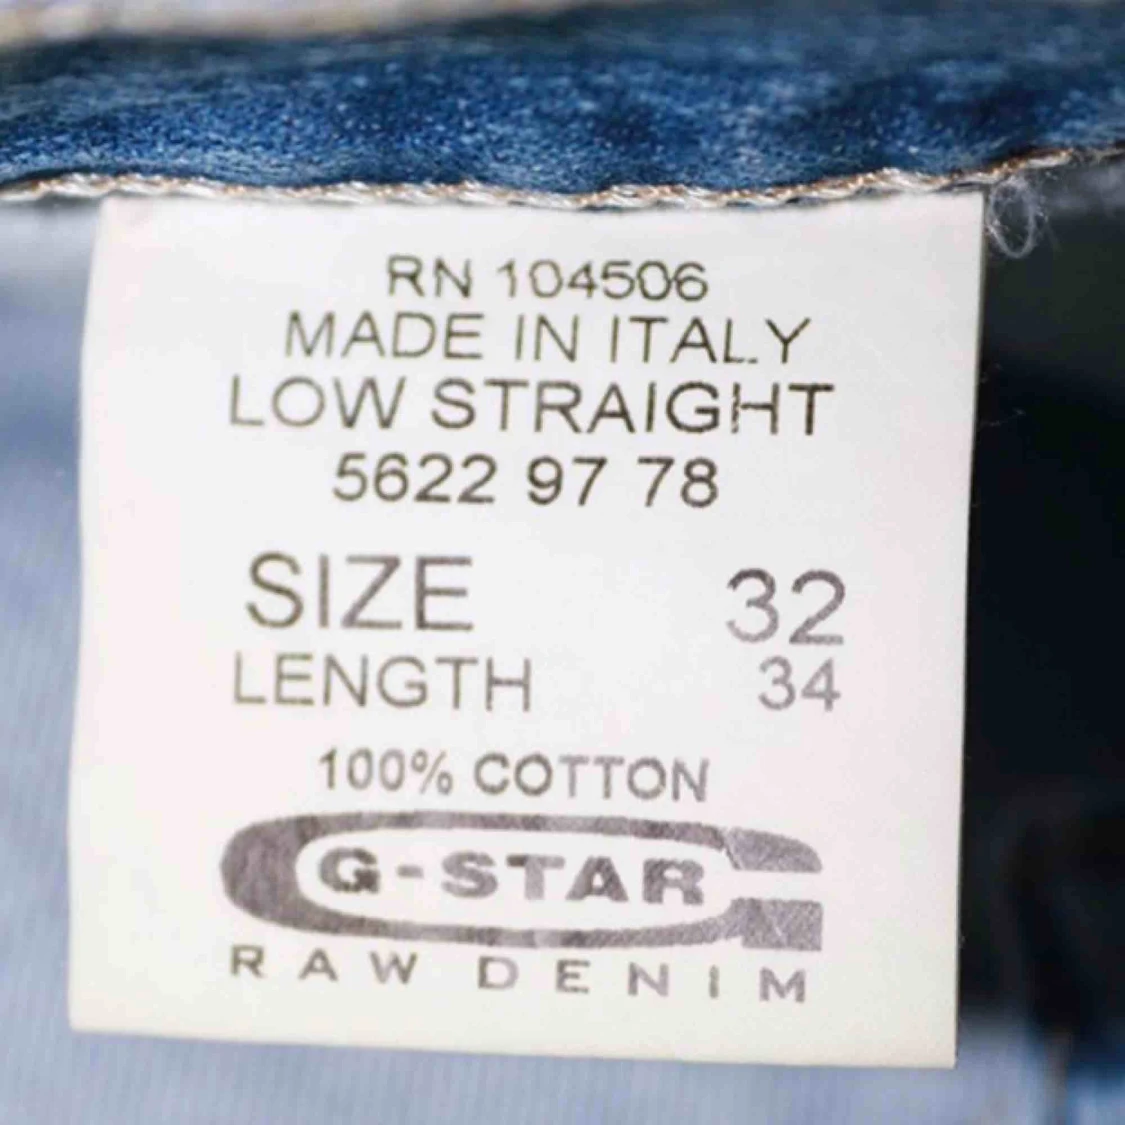 RN 104506
MADE IN ITALY
LOW STRAIGHT
5622 97 78
SIZE 32
LENGTH 34
100% COTTON
G-STAR
RAW DENIM